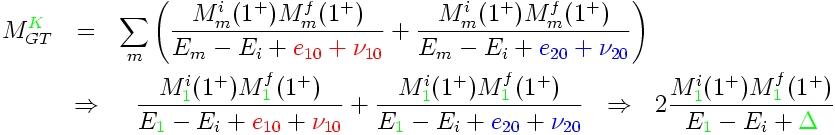 M_{GT}^{K} = \sum_m \left( \frac{M_m^i(1^+)M_m^f(1^+)}{E_m - E_i + e_{10} + \nu_{10}} + \frac{M_m^i(1^+)M_m^f(1^+)}{E_m - E_i + e_{20} + \nu_{20}} \right)
\Rightarrow \frac{M_1^i(1^+)M_1^f(1^+)}{E_1 - E_i + e_{10} + \nu_{10}} + \frac{M_1^i(1^+)M_1^f(1^+)}{E_1 - E_i + e_{20} + \nu_{20}} \Rightarrow 2\frac{M_1^i(1^+)M_1^f(1^+)}{E_1 - E_i + \Delta}